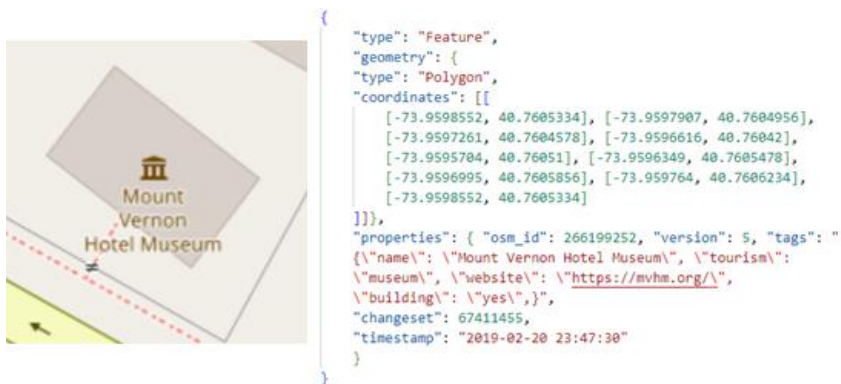 Mount
Vernon
Hotel Museum
{
"type": "Feature",
"geometry": {
"type": "Polygon",
"coordinates": [[
[-73.9598552, 40.7605334], [-73.9597907, 40.7604956],
[-73.9597261, 40.7604578], [-73.9596616, 40.76042],
[-73.9595704, 40.76051], [-73.9596349, 40.7605478],
[-73.9596995, 40.7605856], [-73.959764, 40.7606234],
[-73.9598552, 40.7605334]
]]},
"properties": { "osm_id": 266199252, "version": 5, "tags": "
{\"name\": \"Mount Vernon Hotel Museum\", \"tourism\":
\"museum\", \"website\": \"https://mvhm.org/\",
\"building\": \"yes\",}",
"changeset": 67411455,
"timestamp": "2019-02-20 23:47:30"
}
}